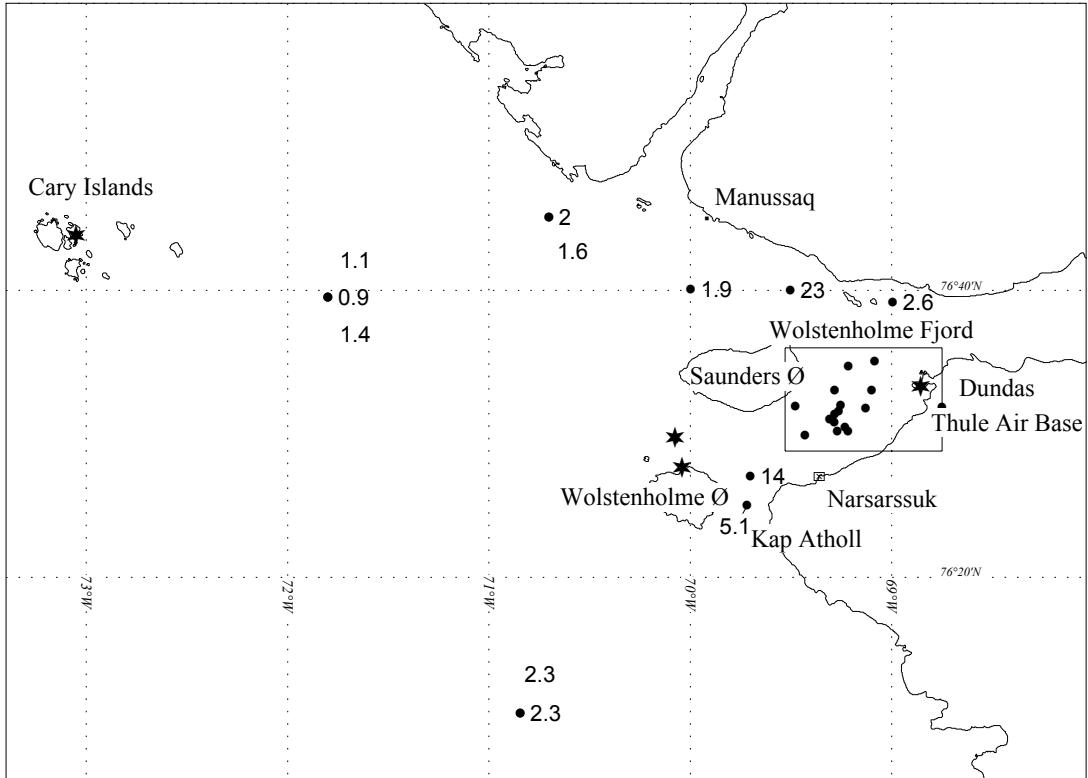 Cary Islands
Manussaq
2
1.6
1.1
0.9
1.4
1.9
23
2.6
76°40'N
Wolstenholme Fjord
Saunders Ø
Dundas
Thule Air Base
14
Wolstenholme Ø
Narsarssuk
5.1
Kap Atholl
76°20'N
73°W
72°W
71°W
70°W
69°W
2.3
2.3